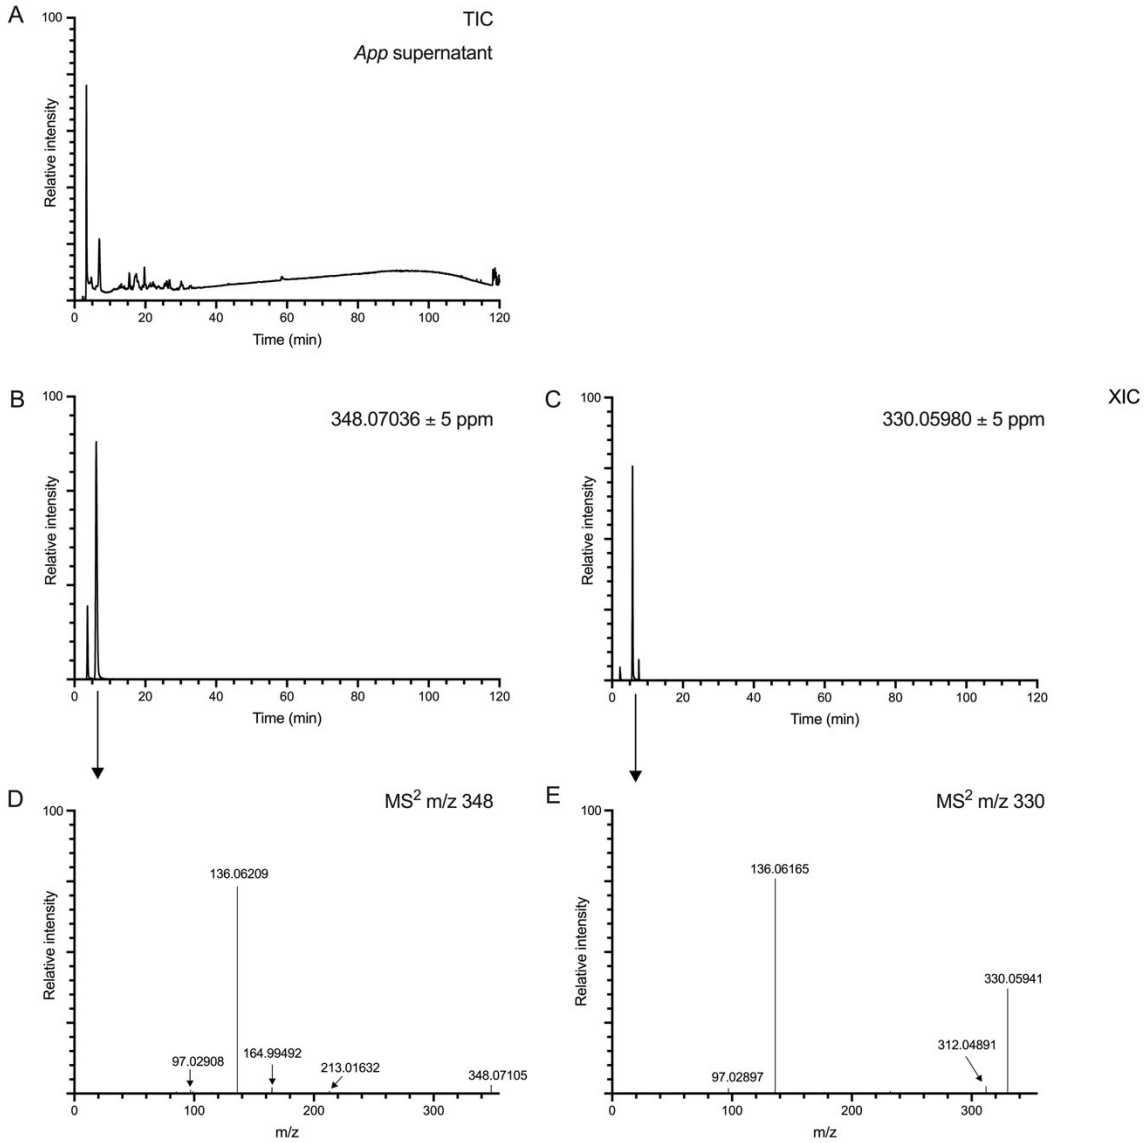 A
TIC
App supernatant
100
Relative intensity
0 20 40 60 80 100 120
Time (min)
B
100
348.07036 ± 5 ppm
Relative intensity
0 20 40 60 80 100 120
Time (min)
C
100
XIC
330.05980 ± 5 ppm
Relative intensity
0 20 40 60 80 100 120
Time (min)
D
100
MS² m/z 348
136.06209
Relative intensity
97.02908
164.99492
213.01632
348.07105
0 100 200 300
m/z
E
100
MS² m/z 330
136.06165
Relative intensity
330.05941
312.04891
97.02897
0 100 200 300
m/z